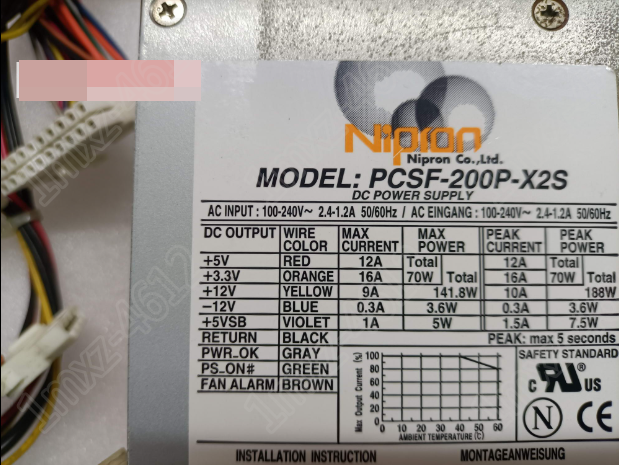 Nipron
Nipron Co.,Ltd.
MODEL: PCSF-200P-X2S
DC POWER SUPPLY
AC INPUT : 100-240V~ 2.4-1.2A 50/60Hz / AC EINGANG : 100-240V~ 2.4-1.2A 50/60Hz
DC OUTPUT WIRE COLOR MAX CURRENT MAX POWER PEAK CURRENT PEAK POWER
+5V RED 12A Total 70W Total 141.8W 12A Total 70W Total 188W
+3.3V ORANGE 16A 16A
+12V YELLOW 9A 10A
-12V BLUE 0.3A 3.6W 0.3A 3.6W
+5VSB VIOLET 1A 5W 1.5A 7.5W
RETURN BLACK PEAK: max 5 seconds
PWR_OK GRAY
PS_ON# GREEN
FAN ALARM BROWN
Max Output Current (%)
100
80
60
40
20
0
0 10 20 30 40 50 60
AMBIENT TEMPERATURE (C)
SAFETY STANDARD
c RU ® US
N CE
INSTALLATION INSTRUCTION MONTAGEANWEISUNG